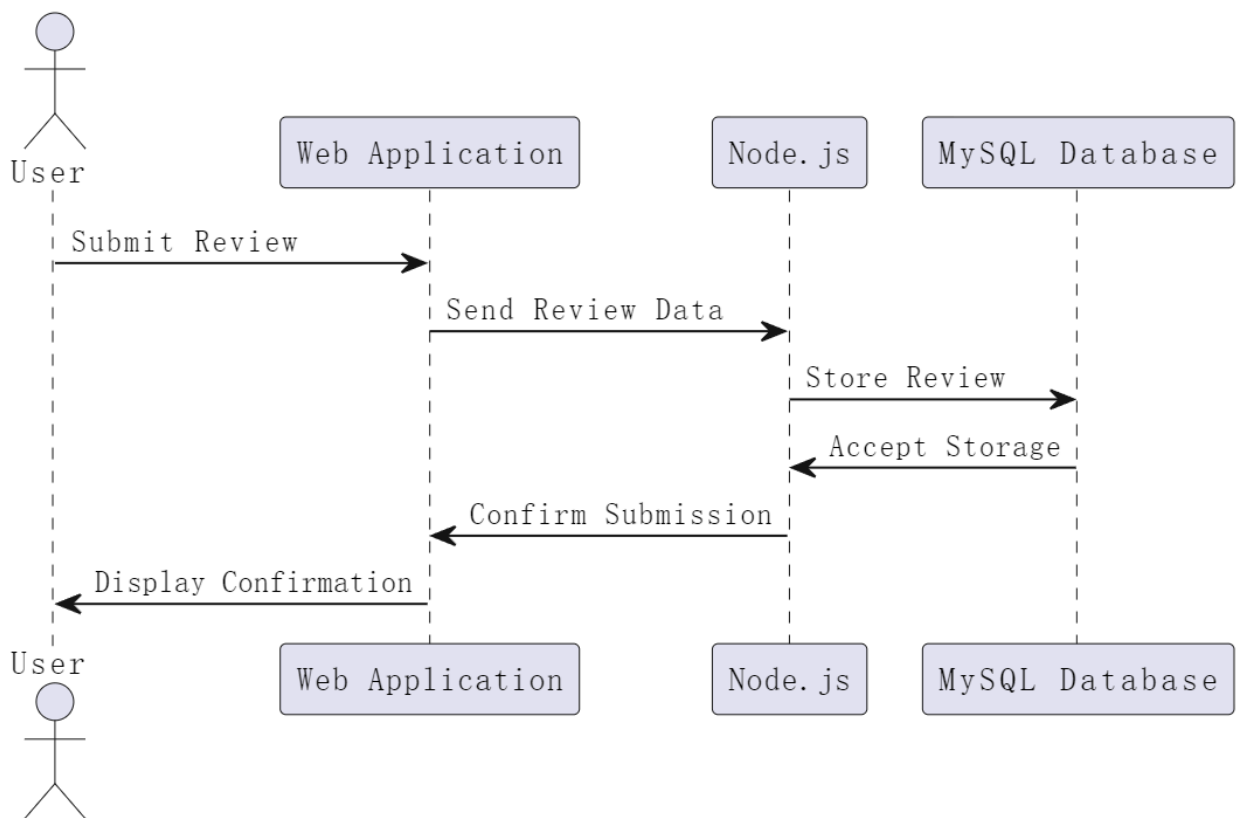 User
Web Application
Node.js
MySQL Database
Submit Review
Send Review Data
Store Review
Accept Storage
Confirm Submission
Display Confirmation
User
Web Application
Node.js
MySQL Database